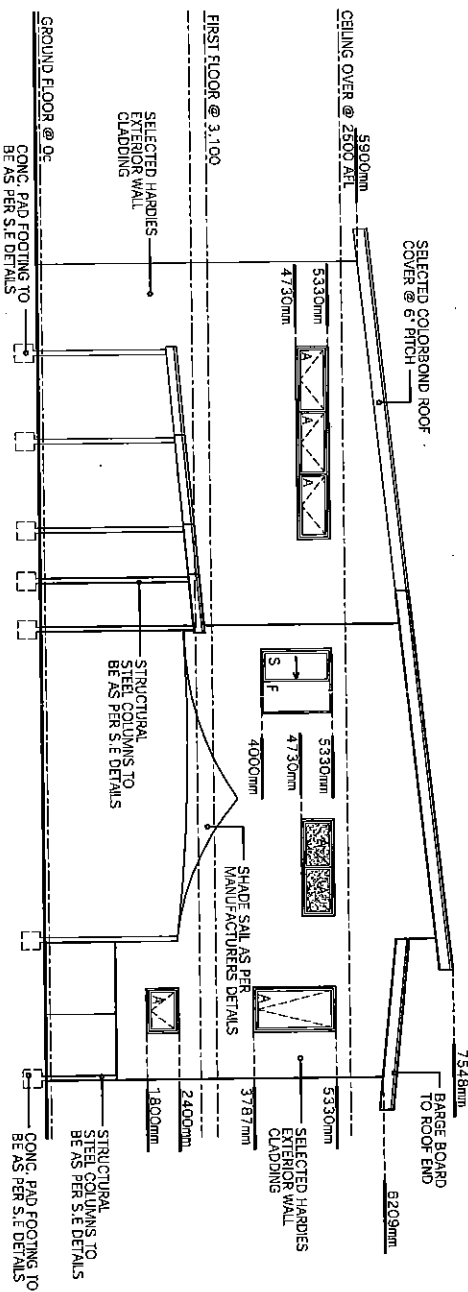 CEILING OVER @ 2500 AFL
FIRST FLOOR @ 3,100
GROUND FLOOR @ 0c
5900mm
SELECTED COLORBOND ROOF
COVER @ 6° PITCH
5330mm
4730mm
A
A
A
SELECTED HARDIES
EXTERIOR WALL
CLADDING
CONC. PAD FOOTING TO
BE AS PER S.E DETAILS
STRUCTURAL
STEEL COLUMNS TO
BE AS PER S.E DETAILS
S
F
5330mm
4730mm
4000mm
SHADE SAIL AS PER
MANUFACTURERS DETAILS
7548mm
BARGE BOARD
TO ROOF END
6209mm
A
5330mm
3787mm
SELECTED HARDIES
EXTERIOR WALL
CLADDING
A
2400mm
1800mm
STRUCTURAL
STEEL COLUMNS TO
BE AS PER S.E DETAILS
CONC. PAD FOOTING TO
BE AS PER S.E DETAILS